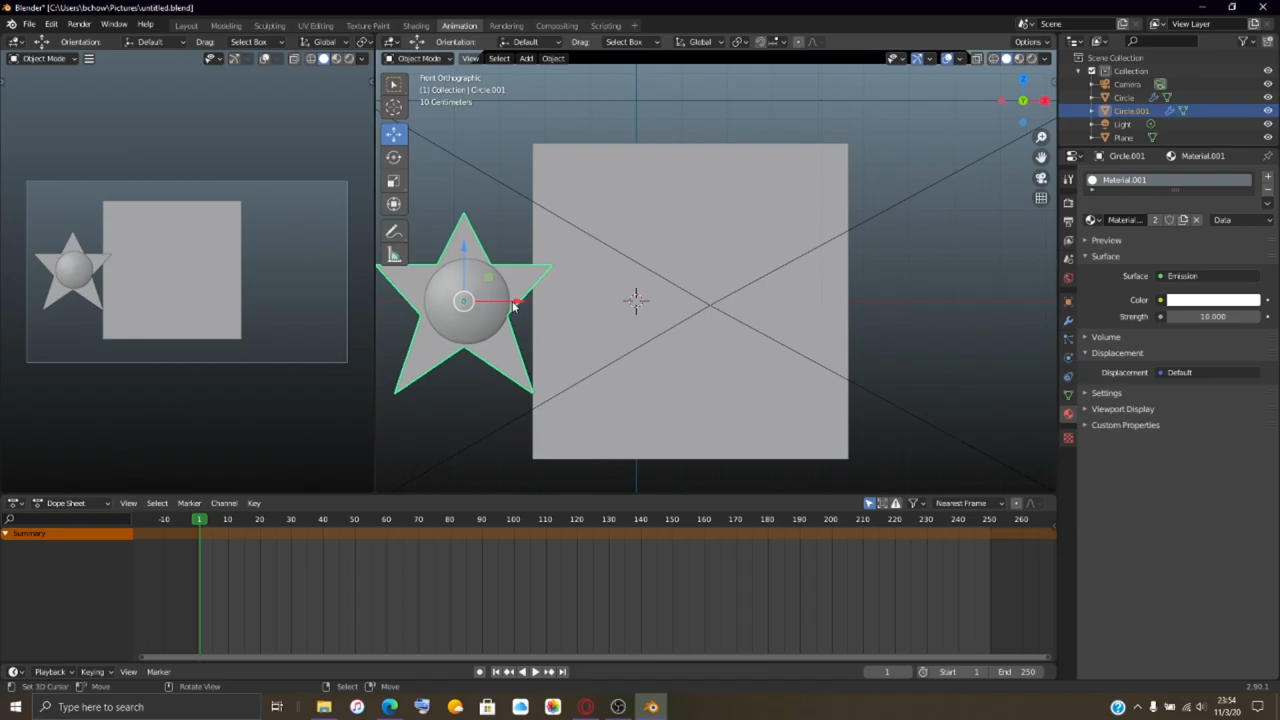 Blender* [C:\Users\bchow\Pictures\untitled.blend]
File Edit Render Window Help Layout Modeling Sculpting UV Editing Texture Paint Shading Animation Rendering Compositing Scripting + Scene View Layer
Orientation: Default Drag: Select Box Global
Orientation: Default Drag: Select Box Global Options
Object Mode
Object Mode View Select Add Object
Front Orthographic
(1) Collection | Circle.001
10 Centimeters
Z
Y
X
Scene Collection
Collection
Camera
Circle
Circle.001
Light
Plane
Circle.001 Material.001
Material.001
Material... 2 Data
Preview
Surface
Surface Emission
Color
Strength 10.000
Volume
Displacement
Displacement Default
Settings
Viewport Display
Custom Properties
Dope Sheet View Select Marker Channel Key Nearest Frame
-10 1 10 20 30 40 50 60 70 80 90 100 110 120 130 140 150 160 170 180 190 200 210 220 230 240 250 260
Summary
Playback Keying View Marker 1 Start 1 End 250
Set 3D Cursor Move Rotate View Select Move 2.90.1
Type here to search
23:54
11/3/20